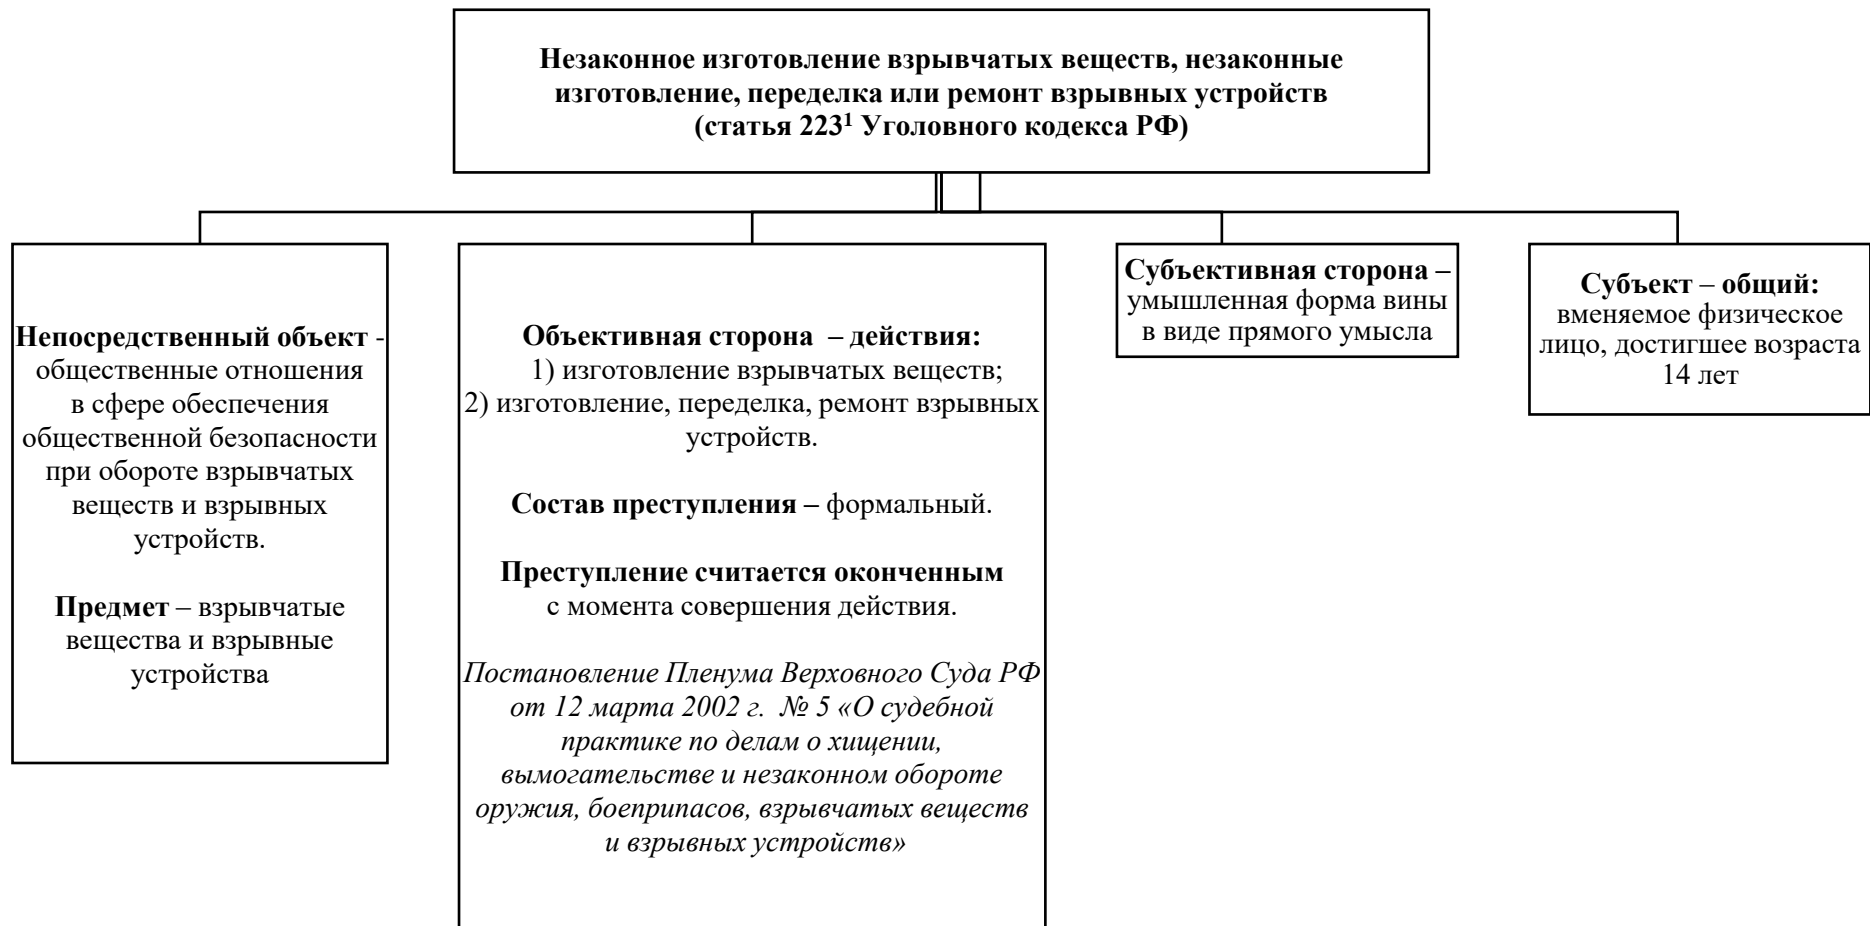 Незаконное изготовление взрывчатых веществ, незаконные
изготовление, переделка или ремонт взрывных устройств
(статья 223¹ Уголовного кодекса РФ)
Непосредственный объект -
общественные отношения
в сфере обеспечения
общественной безопасности
при обороте взрывчатых
веществ и взрывных
устройств.
Предмет – взрывчатые
вещества и взрывные
устройства
Объективная сторона – действия:
1) изготовление взрывчатых веществ;
2) изготовление, переделка, ремонт взрывных
устройств.
Состав преступления – формальный.
Преступление считается оконченным
с момента совершения действия.
Постановление Пленума Верховного Суда РФ
от 12 марта 2002 г. № 5 «О судебной
практике по делам о хищении,
вымогательстве и незаконном обороте
оружия, боеприпасов, взрывчатых веществ
и взрывных устройств»
Субъективная сторона –
умышленная форма вины
в виде прямого умысла
Субъект – общий:
вменяемое физическое
лицо, достигшее возраста
14 лет